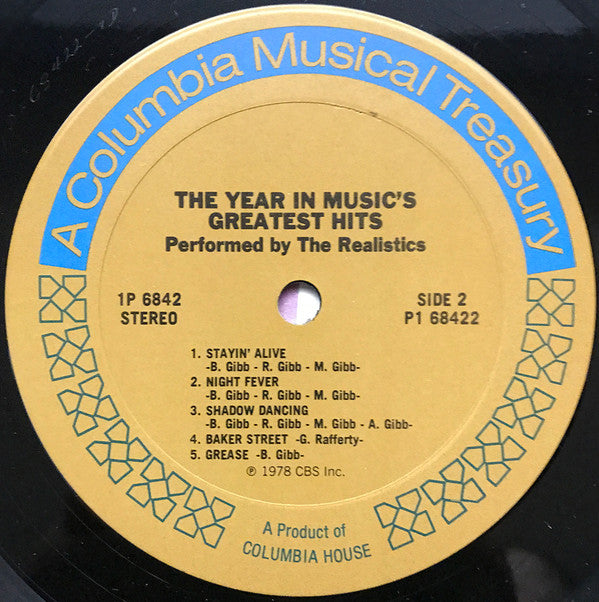 A Columbia Musical Treasury
THE YEAR IN MUSIC'S
GREATEST HITS
Performed by The Realistics
1P 6842
STEREO
SIDE 2
P1 68422
1. STAYIN' ALIVE
-B. Gibb - R. Gibb - M. Gibb-
2. NIGHT FEVER
-B. Gibb - R. Gibb - M. Gibb-
3. SHADOW DANCING
-B. Gibb - R. Gibb - M. Gibb - A. Gibb-
4. BAKER STREET -G. Rafferty-
5. GREASE -B. Gibb-
℗ 1978 CBS Inc.
A Product of
COLUMBIA HOUSE